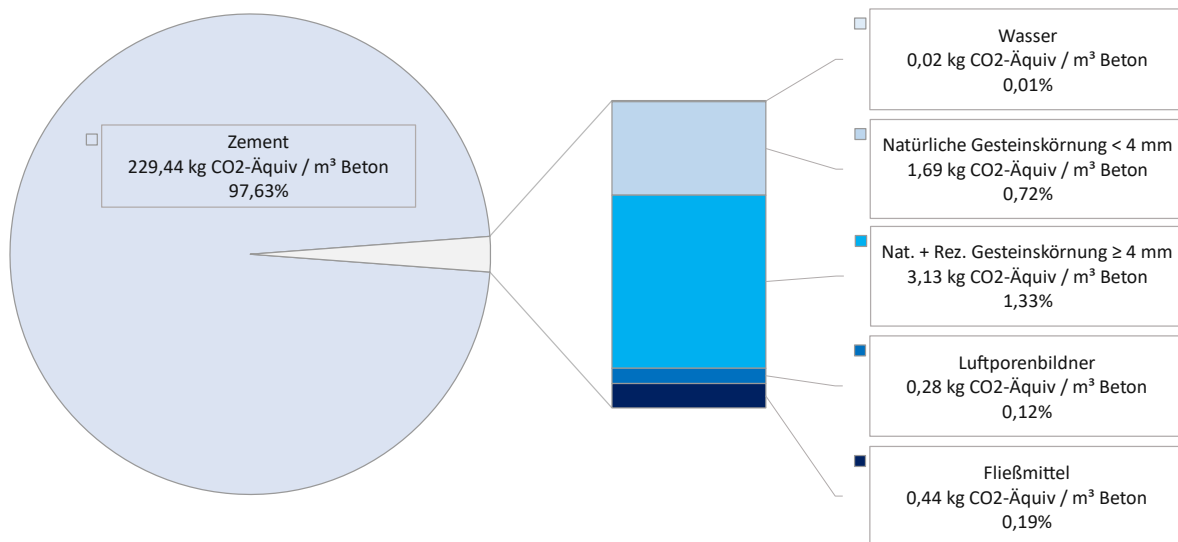 Zement
229,44 kg CO2-Äquiv / m³ Beton
97,63%
Wasser
0,02 kg CO2-Äquiv / m³ Beton
0,01%
Natürliche Gesteinskörnung < 4 mm
1,69 kg CO2-Äquiv / m³ Beton
0,72%
Nat. + Rez. Gesteinskörnung ≥ 4 mm
3,13 kg CO2-Äquiv / m³ Beton
1,33%
Luftporenbildner
0,28 kg CO2-Äquiv / m³ Beton
0,12%
Fließmittel
0,44 kg CO2-Äquiv / m³ Beton
0,19%